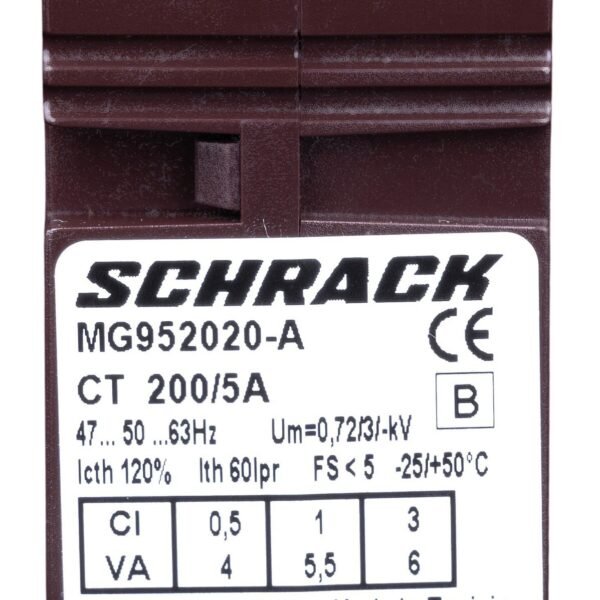 SCHRACK
MG952020-A CE
CT 200/5A B
47... 50 ...63Hz Um=0,72/3/-kV
Icth 120% Ith 60Ipr FS < 5 -25/+50°C
CI 0,5 1 3
VA 4 5,5 6